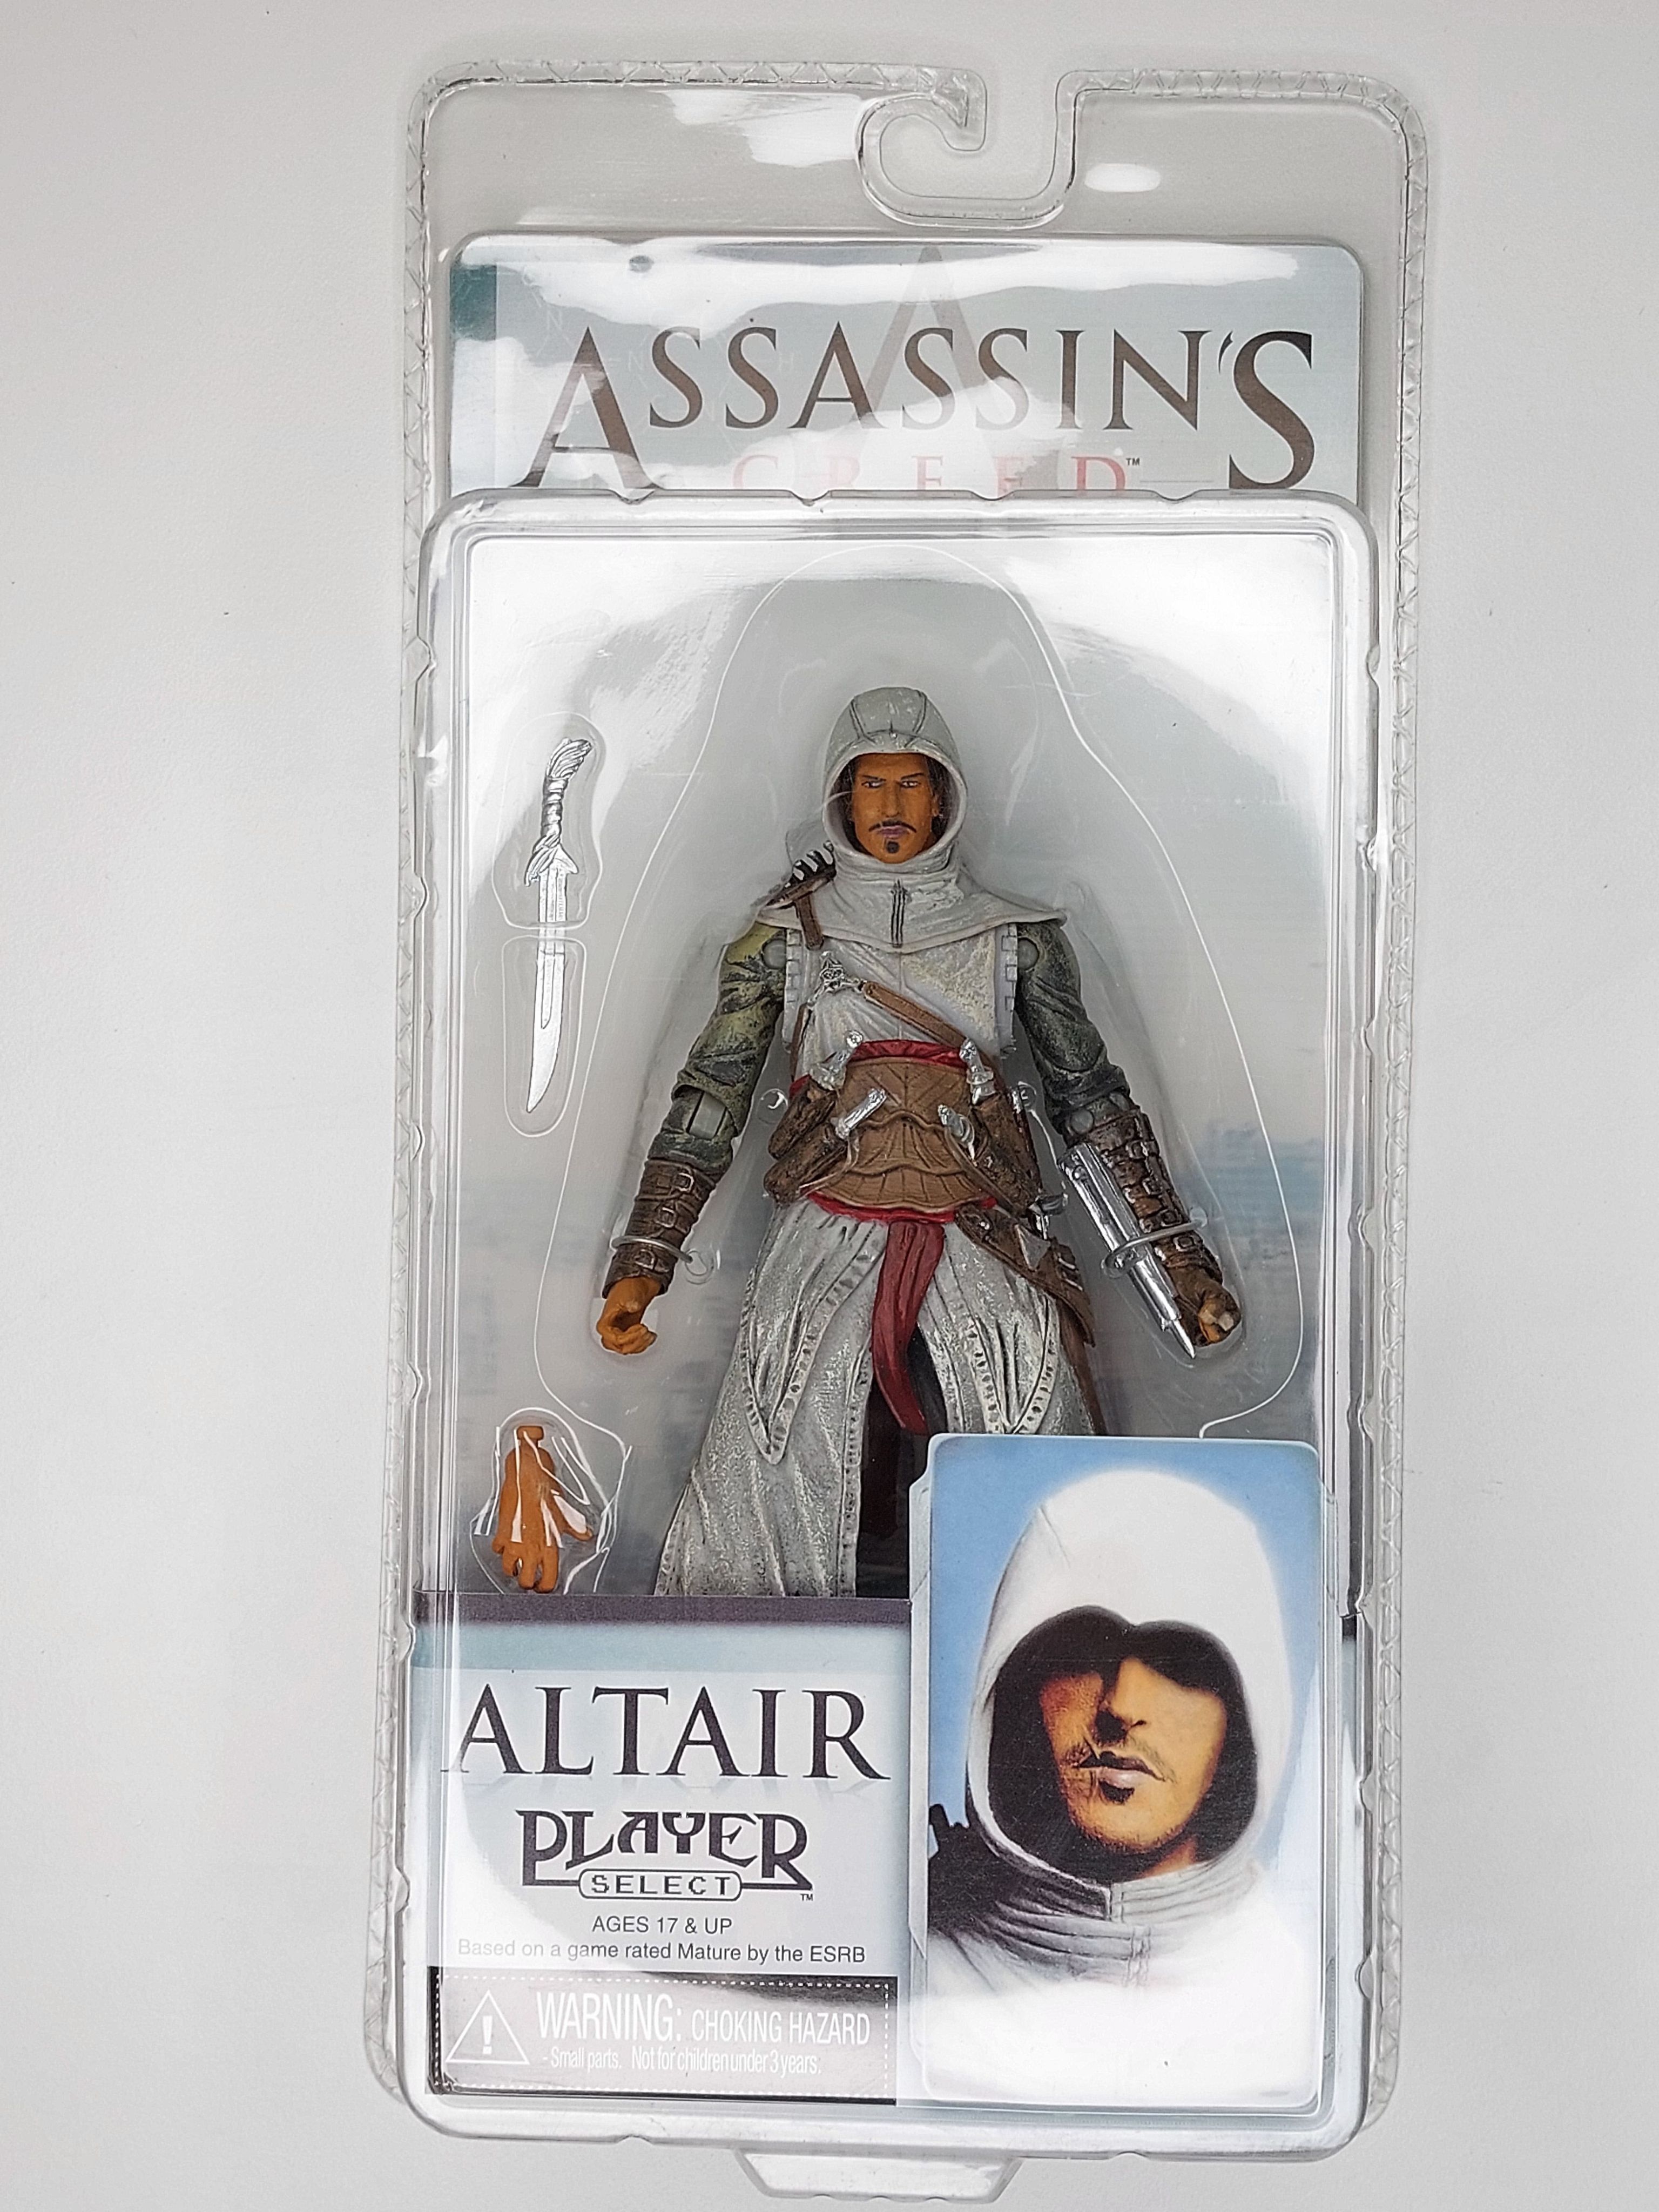 ASSASSIN'S
CREED™
ALTAIR
PLAYER
SELECT™
AGES 17 & UP
Based on a game rated Mature by the ESRB
WARNING: CHOKING HAZARD
- Small parts. Not for children under 3 years.